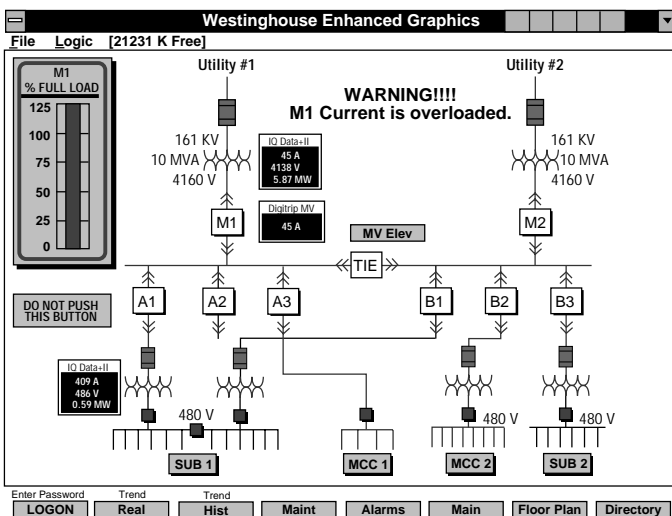 Westinghouse Enhanced Graphics
File Logic [21231 K Free]
M1
% FULL LOAD
125
100
75
50
25
0
DO NOT PUSH
THIS BUTTON
Utility #1
Utility #2
WARNING!!!!
M1 Current is overloaded.
161 KV
10 MVA
4160 V
IQ Data+II
45 A
4138 V
5.87 MW
Digitrip MV
45 A
161 KV
10 MVA
4160 V
M1
M2
MV Elev
TIE
A1
A2
A3
B1
B2
B3
IQ Data+II
409 A
486 V
0.59 MW
480 V
480 V
480 V
SUB 1
MCC 1
MCC 2
SUB 2
Enter Password
LOGON
Trend
Real
Trend
Hist
Maint
Alarms
Main
Floor Plan
Directory